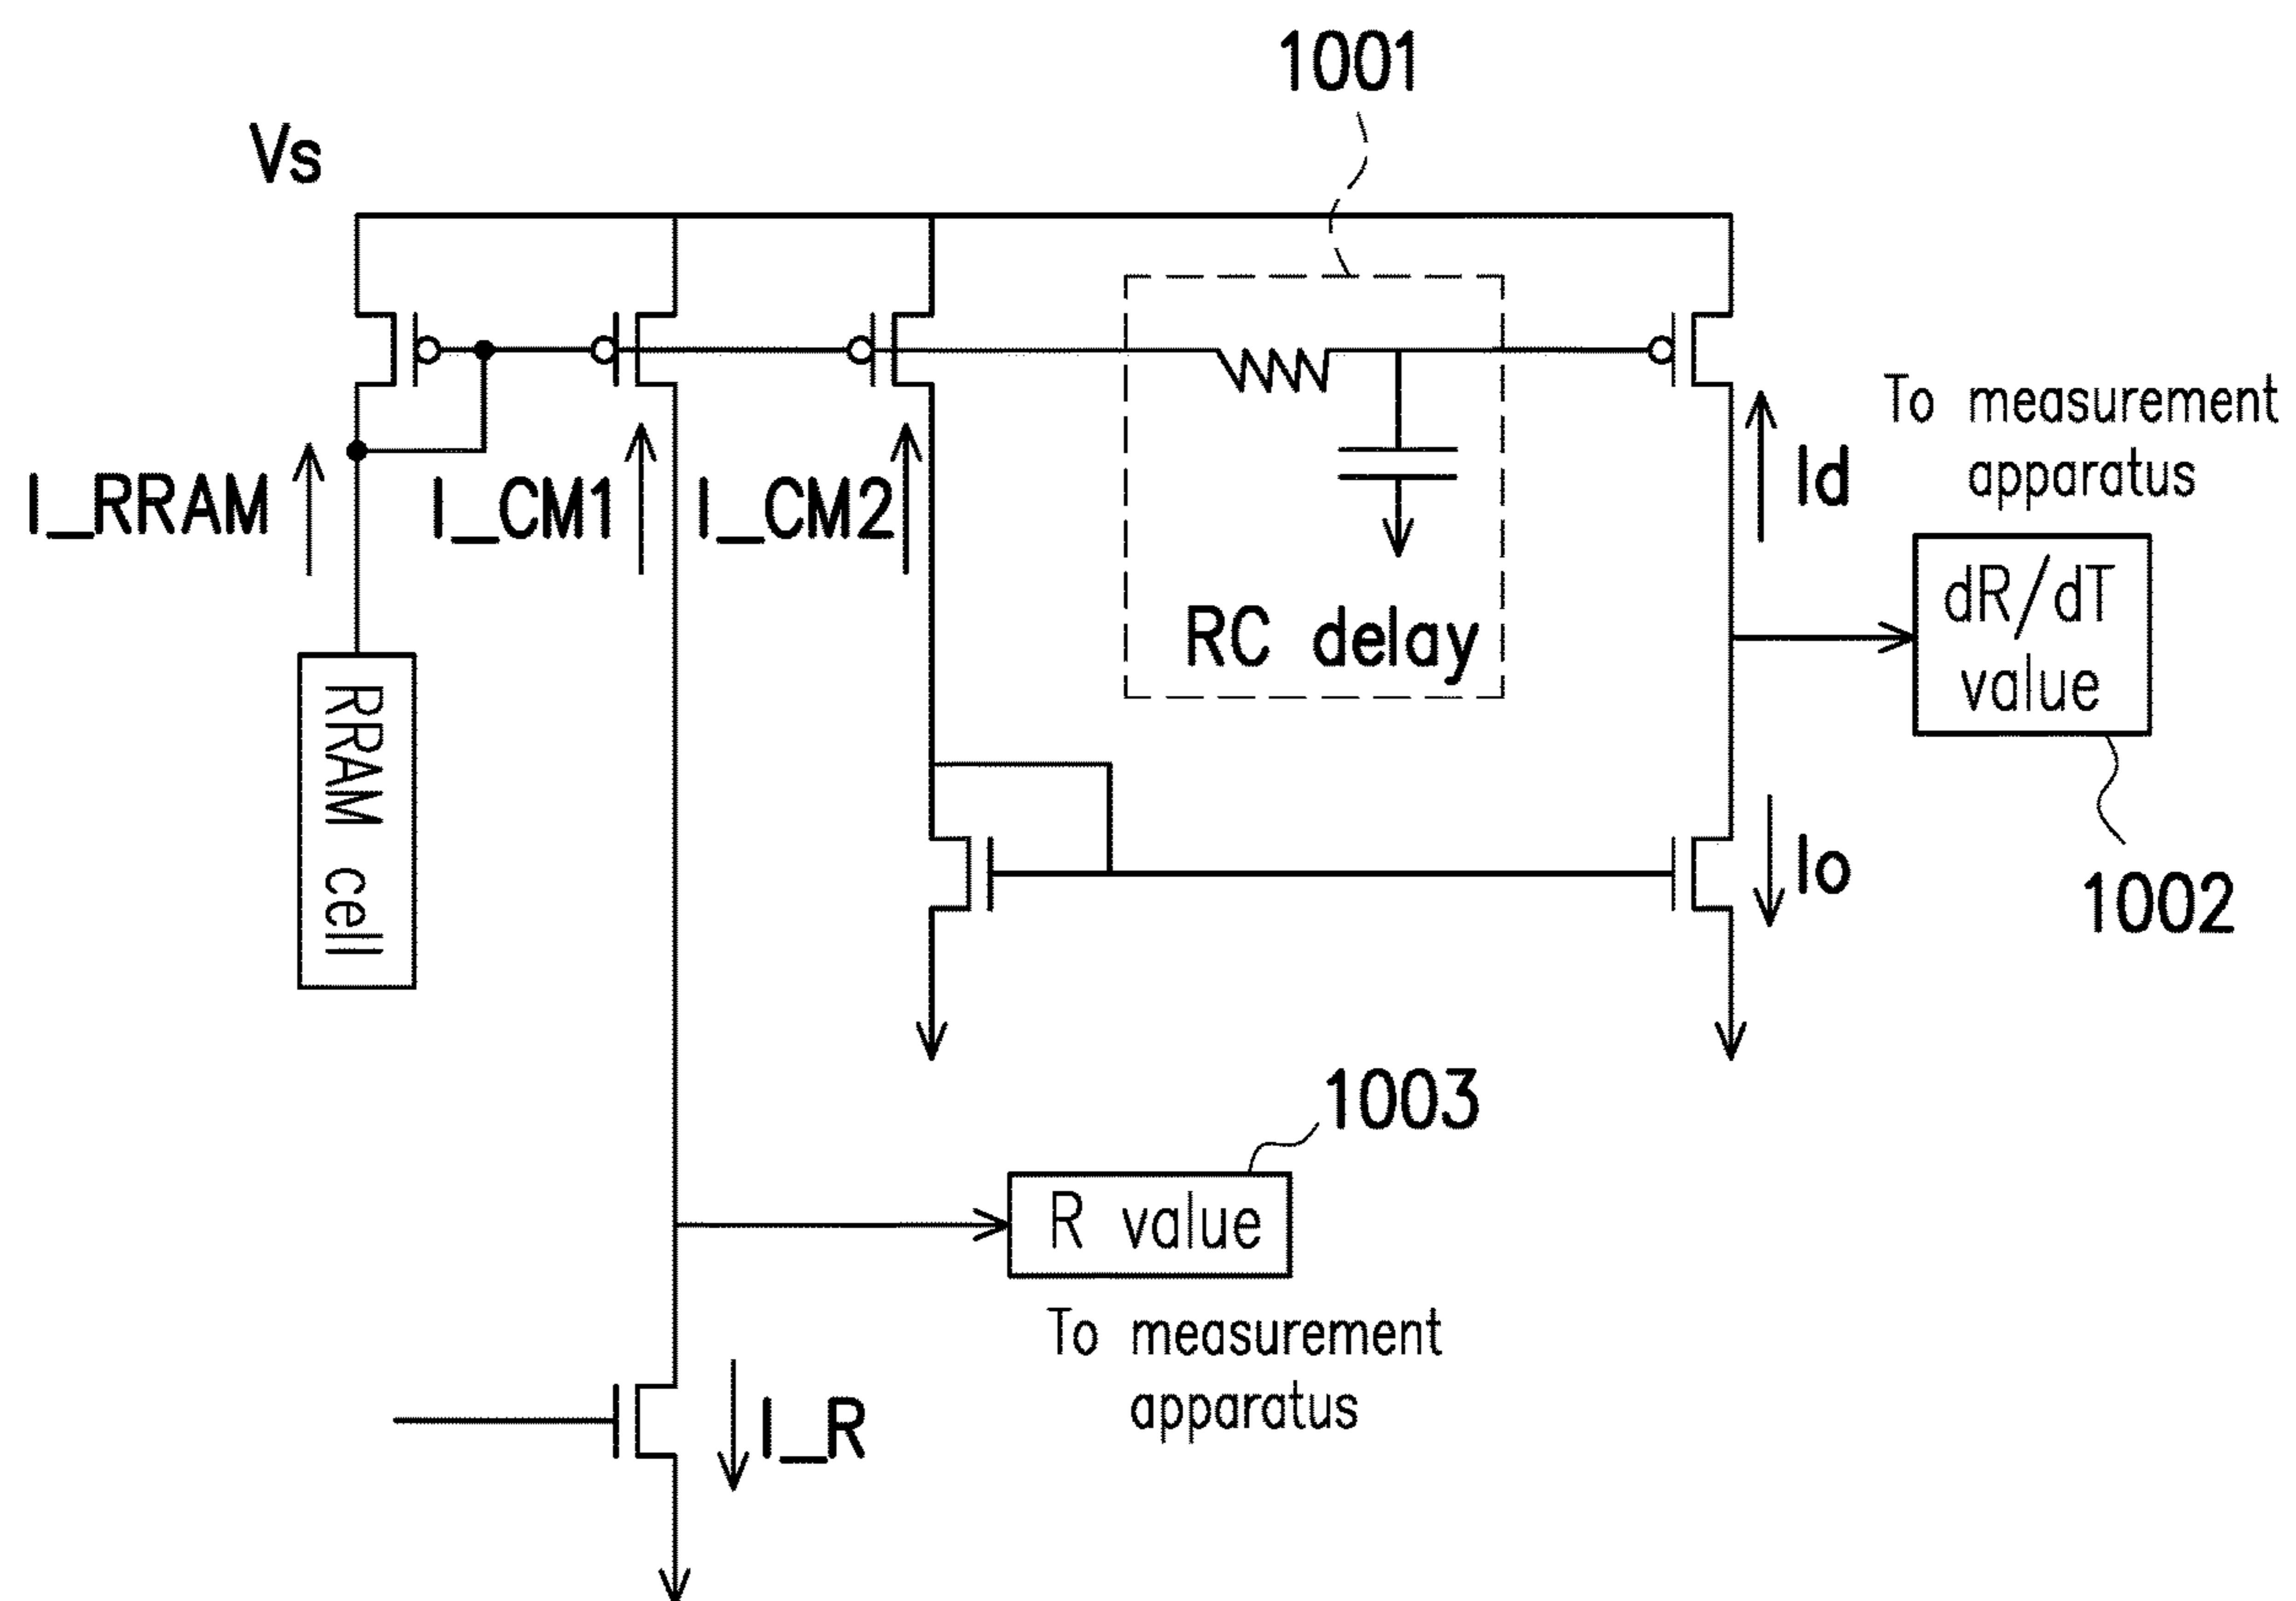 1001
Vs
To measurement
apparatus
I_RRAM
I_CM1
I_CM2
Id
RC delay
dR/dT
value
RRAM cell
Io
1002
1003
R value
To measurement
apparatus
I_R